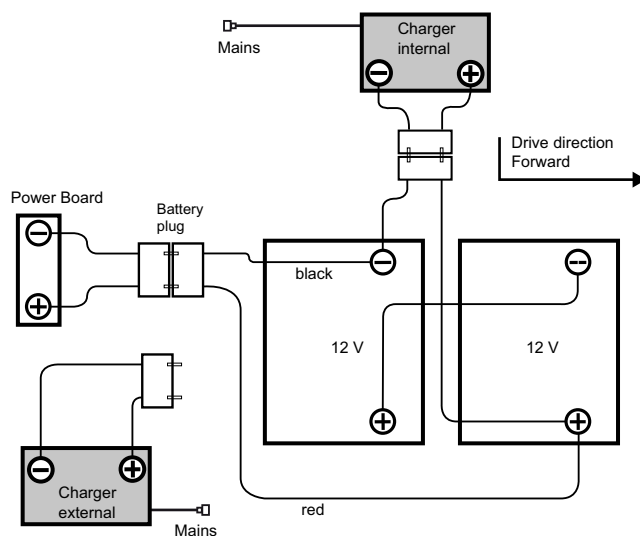 Mains
Charger
internal
Drive direction
Forward
Power Board
Battery
plug
black
12 V
12 V
Charger
external
Mains
red